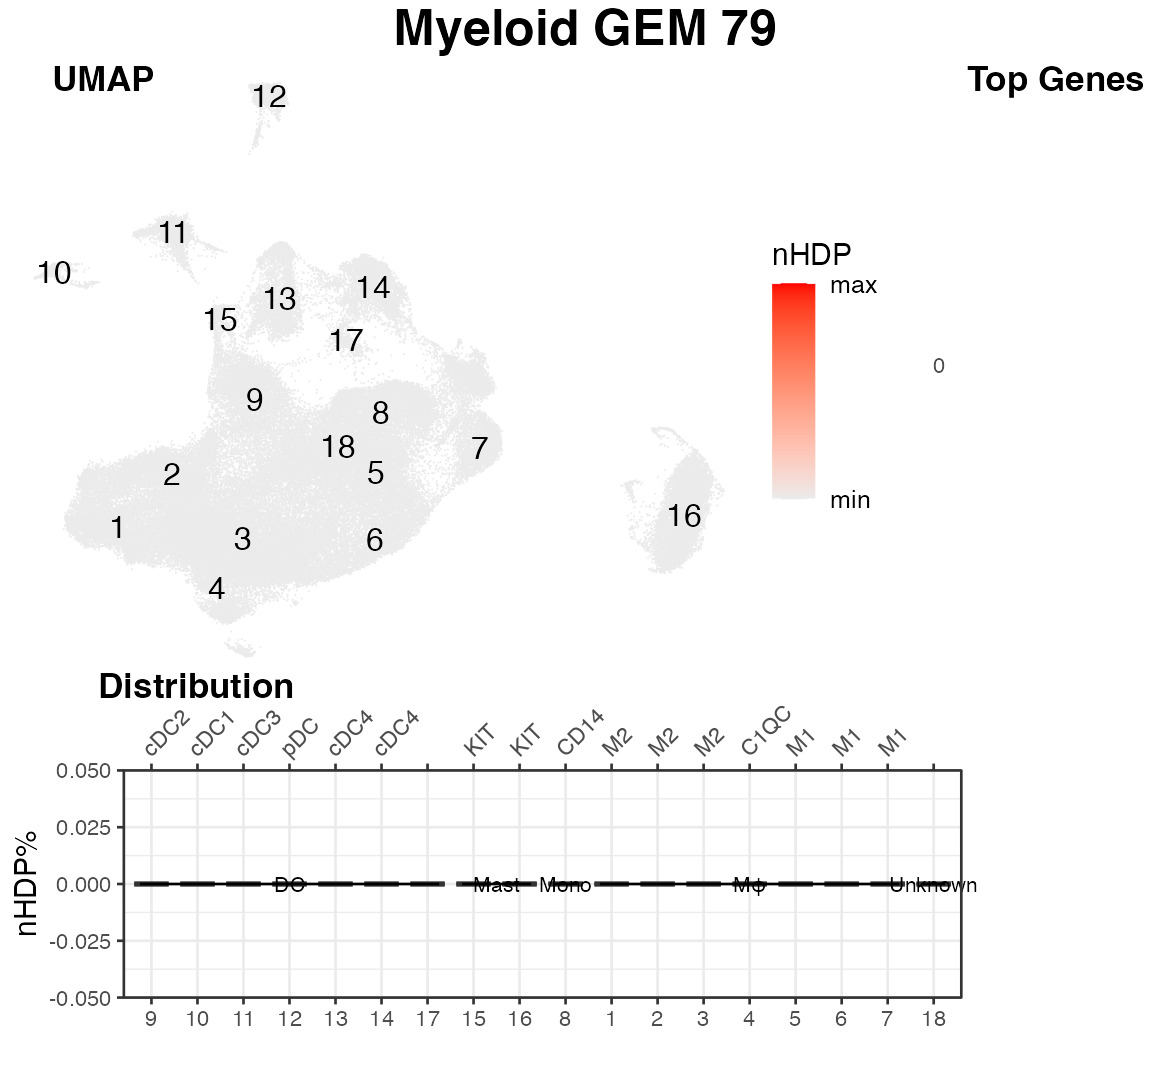 Myeloid GEM 79
UMAP
Top Genes
12
11
10
13
14
15
17
9
8
18
7
2
5
1
3
6
4
16
nHDP
max
min
0
Distribution
cDC2 cDC1 cDC3 pDC cDC4 cDC4 KIT KIT CD14 M2 M2 M2 C1QC M1 M1 M1
0.050
0.025
0.000
-0.025
-0.050
nHDP%
DC Mast Mono Mφ Unknown
9 10 11 12 13 14 17 15 16 8 1 2 3 4 5 6 7 18